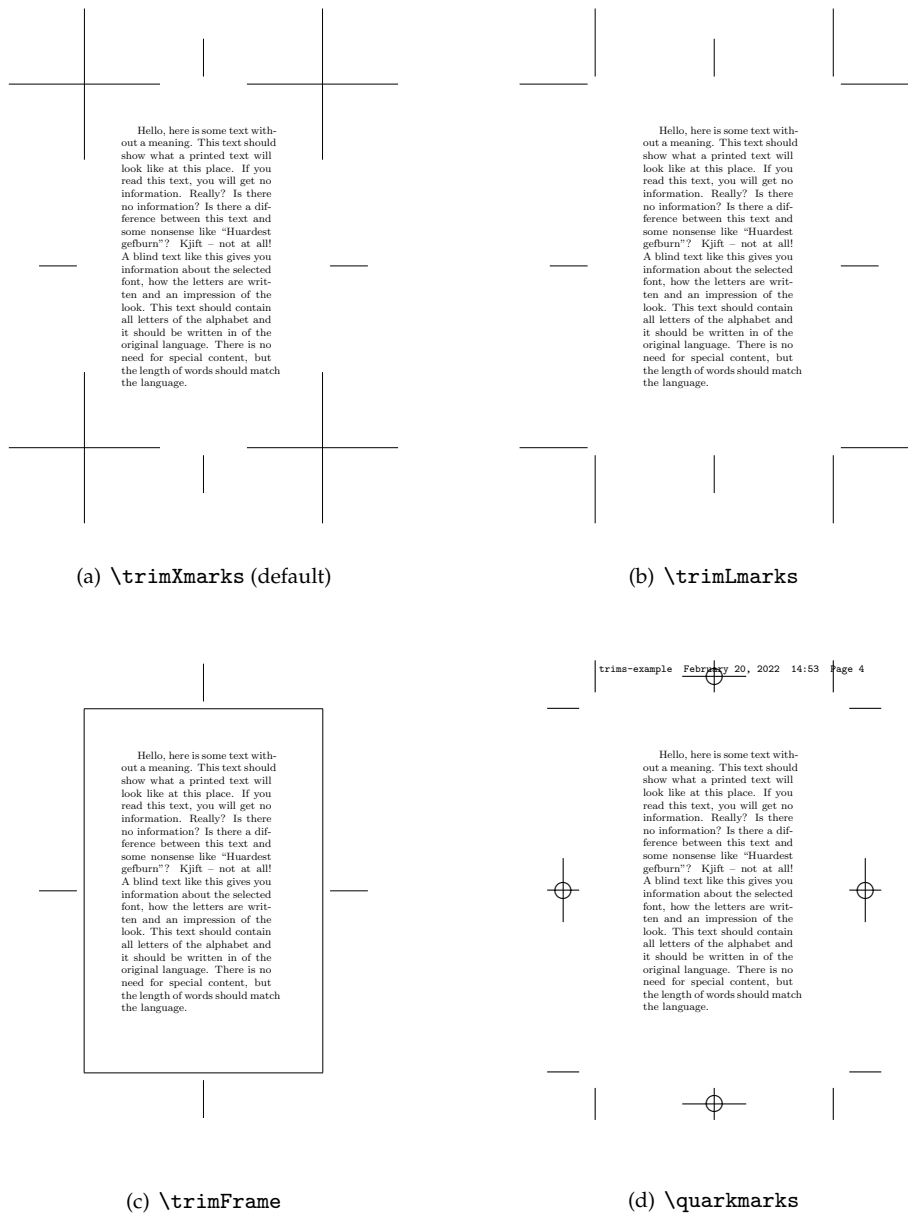 Hello, here is some text with-
out a meaning. This text should
show what a printed text will
look like at this place. If you
read this text, you will get no
information. Really? Is there
no information? Is there a dif-
ference between this text and
some nonsense like “Huardest
gefburn”? Kjift – not at all!
A blind text like this gives you
information about the selected
font, how the letters are writ-
ten and an impression of the
look. This text should contain
all letters of the alphabet and
it should be written in of the
original language. There is no
need for special content, but
the length of words should match
the language.
(a) \trimXmarks (default)
Hello, here is some text with-
out a meaning. This text should
show what a printed text will
look like at this place. If you
read this text, you will get no
information. Really? Is there
no information? Is there a dif-
ference between this text and
some nonsense like “Huardest
gefburn”? Kjift – not at all!
A blind text like this gives you
information about the selected
font, how the letters are writ-
ten and an impression of the
look. This text should contain
all letters of the alphabet and
it should be written in of the
original language. There is no
need for special content, but
the length of words should match
the language.
(b) \trimLmarks
Hello, here is some text with-
out a meaning. This text should
show what a printed text will
look like at this place. If you
read this text, you will get no
information. Really? Is there
no information? Is there a dif-
ference between this text and
some nonsense like “Huardest
gefburn”? Kjift – not at all!
A blind text like this gives you
information about the selected
font, how the letters are writ-
ten and an impression of the
look. This text should contain
all letters of the alphabet and
it should be written in of the
original language. There is no
need for special content, but
the length of words should match
the language.
(c) \trimFrame
trims-example February 20, 2022 14:53 Page 4
Hello, here is some text with-
out a meaning. This text should
show what a printed text will
look like at this place. If you
read this text, you will get no
information. Really? Is there
no information? Is there a dif-
ference between this text and
some nonsense like “Huardest
gefburn”? Kjift – not at all!
A blind text like this gives you
information about the selected
font, how the letters are writ-
ten and an impression of the
look. This text should contain
all letters of the alphabet and
it should be written in of the
original language. There is no
need for special content, but
the length of words should match
the language.
(d) \quarkmarks